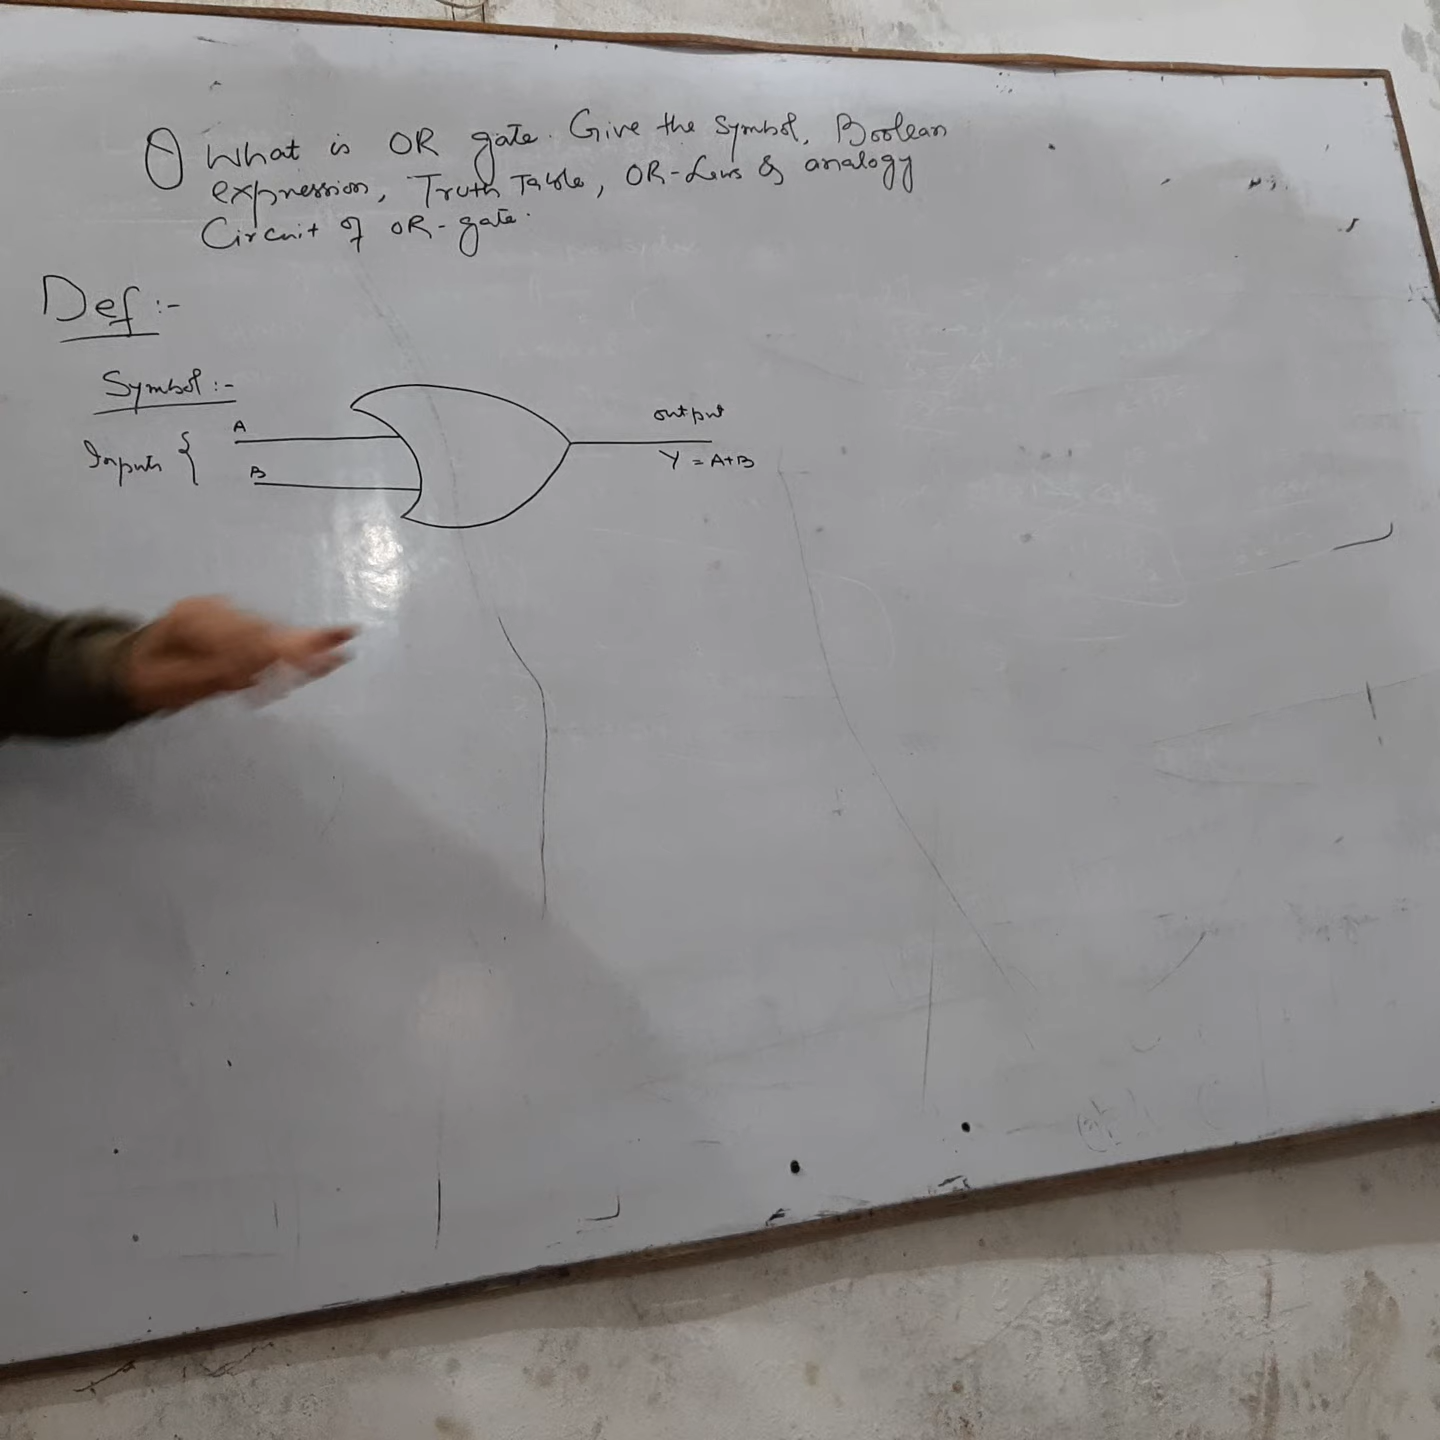 Q What is OR gate. Give the symbol, Boolean
expression, Truth Table, OR-Laws & analogy
Circuit of OR-gate.
Def :-
Symbol :-
Inputs {
A
B
output
Y = A+B